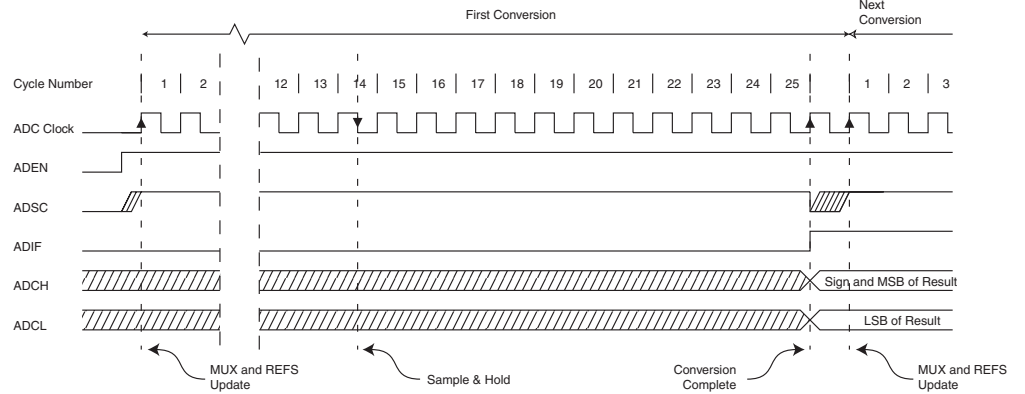 First Conversion
Next
Conversion
Cycle Number 1 2 12 13 14 15 16 17 18 19 20 21 22 23 24 25 1 2 3
ADC Clock
ADEN
ADSC
ADIF
ADCH Sign and MSB of Result
ADCL LSB of Result
MUX and REFS
Update
Sample & Hold
Conversion
Complete
MUX and REFS
Update